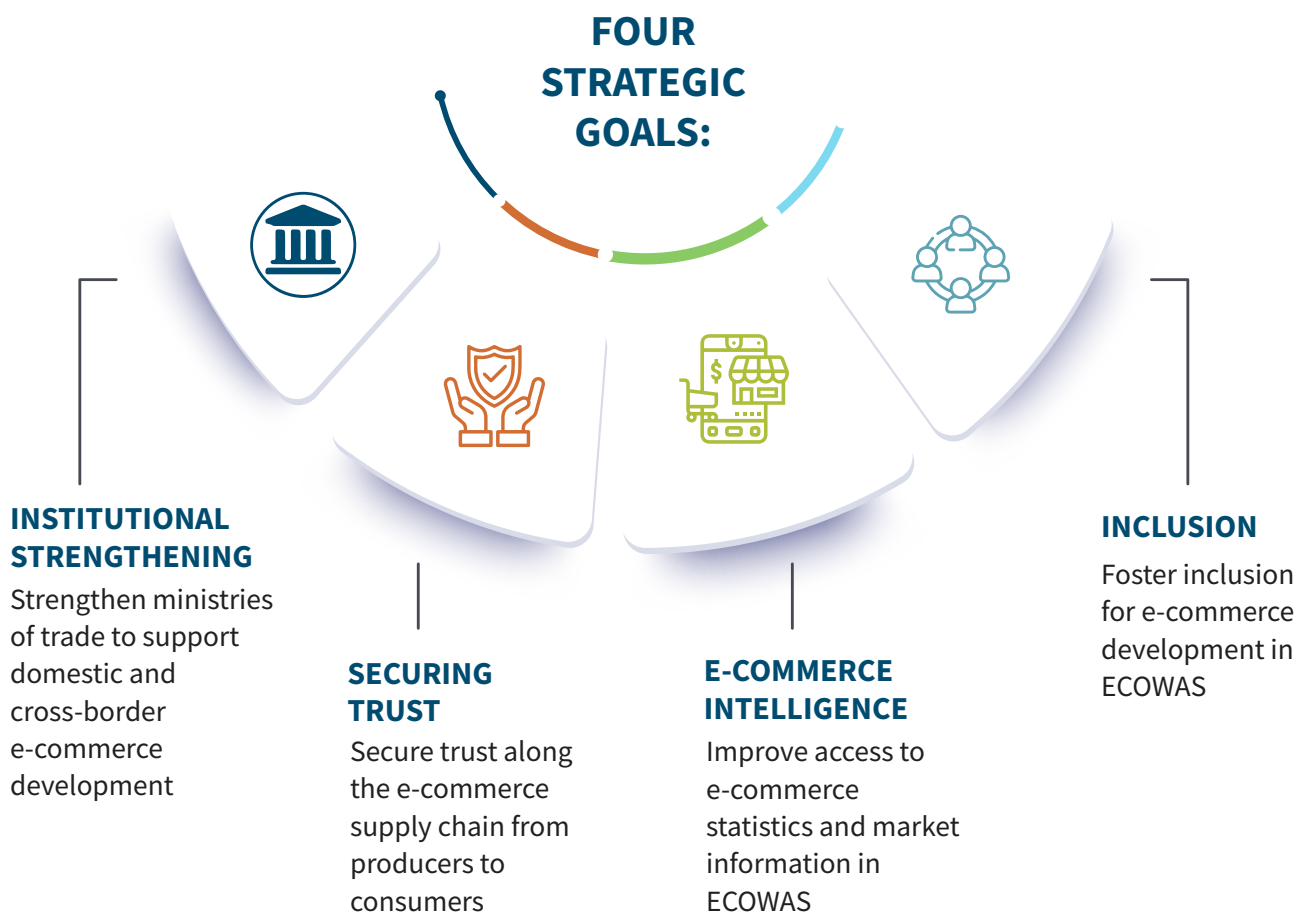 FOUR
STRATEGIC
GOALS:
INSTITUTIONAL
STRENGTHENING
Strengthen ministries
of trade to support
domestic and
cross-border
e-commerce
development
SECURING
TRUST
Secure trust along
the e-commerce
supply chain from
producers to
consumers
E-COMMERCE
INTELLIGENCE
Improve access to
e-commerce
statistics and market
information in
ECOWAS
INCLUSION
Foster inclusion
for e-commerce
development in
ECOWAS